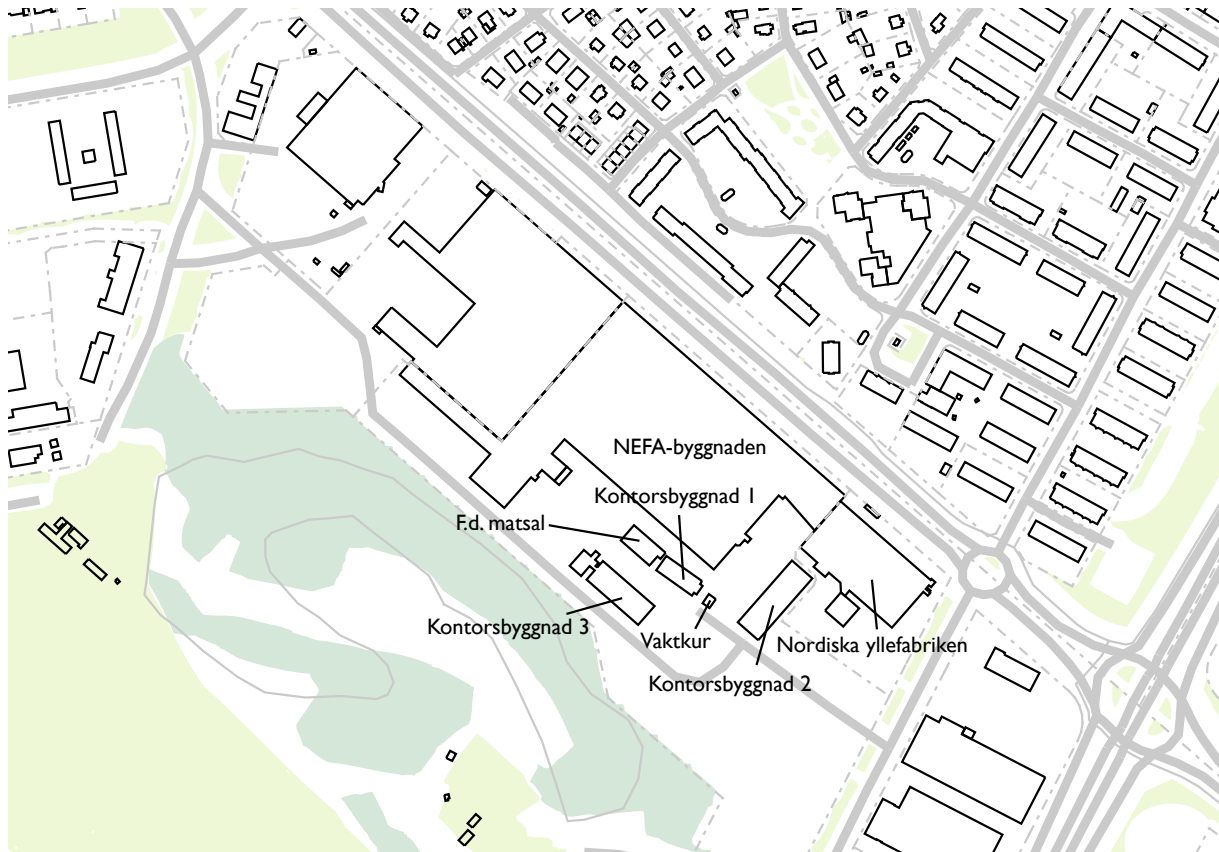 NEFA-byggnaden
Kontorsbyggnad 1
F.d. matsal
Kontorsbyggnad 3
Vaktkur
Nordiska yllefabriken
Kontorsbyggnad 2